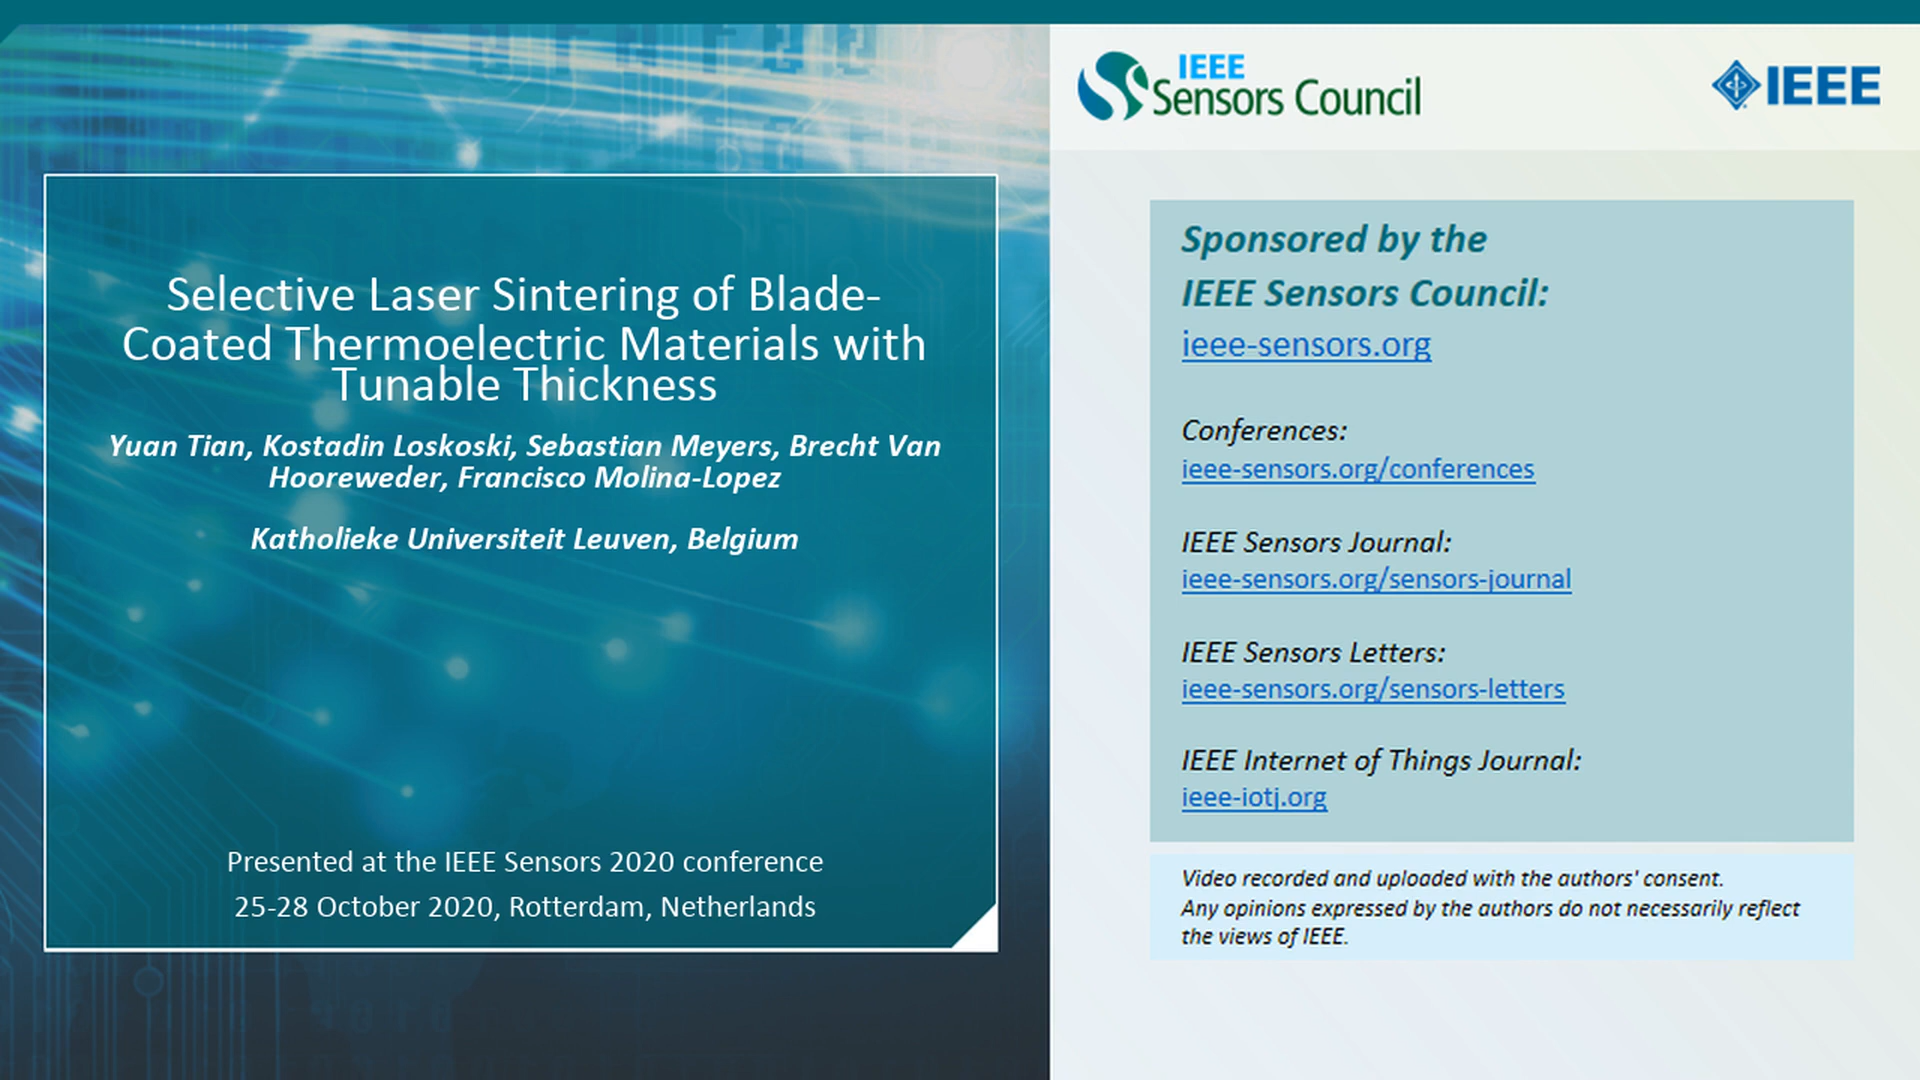 Selective Laser Sintering of Blade-
Coated Thermoelectric Materials with
Tunable Thickness
Yuan Tian, Kostadin Loskoski, Sebastian Meyers, Brecht Van
Hooreweder, Francisco Molina-Lopez
Katholieke Universiteit Leuven, Belgium
Presented at the IEEE Sensors 2020 conference
25-28 October 2020, Rotterdam, Netherlands
IEEE
Sensors Council
IEEE
Sponsored by the
IEEE Sensors Council:
ieee-sensors.org
Conferences:
ieee-sensors.org/conferences
IEEE Sensors Journal:
ieee-sensors.org/sensors-journal
IEEE Sensors Letters:
ieee-sensors.org/sensors-letters
IEEE Internet of Things Journal:
ieee-iotj.org
Video recorded and uploaded with the authors' consent.
Any opinions expressed by the authors do not necessarily reflect
the views of IEEE.